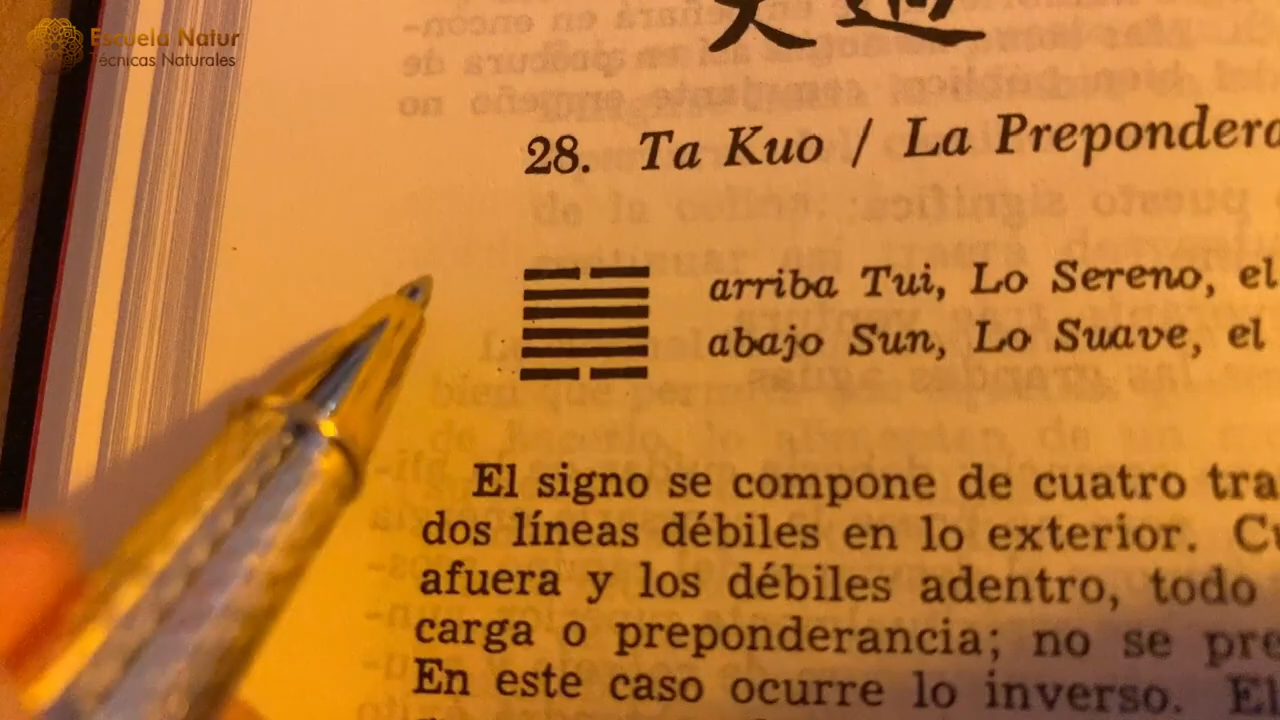 Escuela Natur
Técnicas Naturales
28. Ta Kuo / La Prepondera
arriba Tui, Lo Sereno, el
abajo Sun, Lo Suave, el
El signo se compone de cuatro tra
dos líneas débiles en lo exterior. Cu
afuera y los débiles adentro, todo
carga o preponderancia; no se pre
En este caso ocurre lo inverso. El